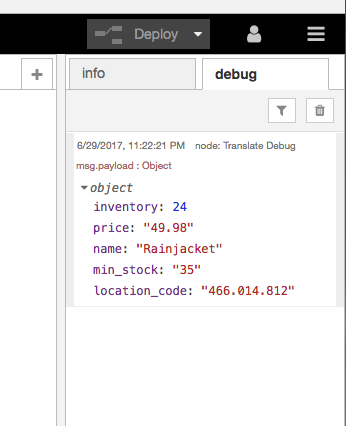 Deploy
info
debug
6/29/2017, 11:22:21 PM node: Translate Debug
msg.payload : Object
object
inventory: 24
price: "49.98"
name: "Rainjacket"
min_stock: "35"
location_code: "466.014.812"